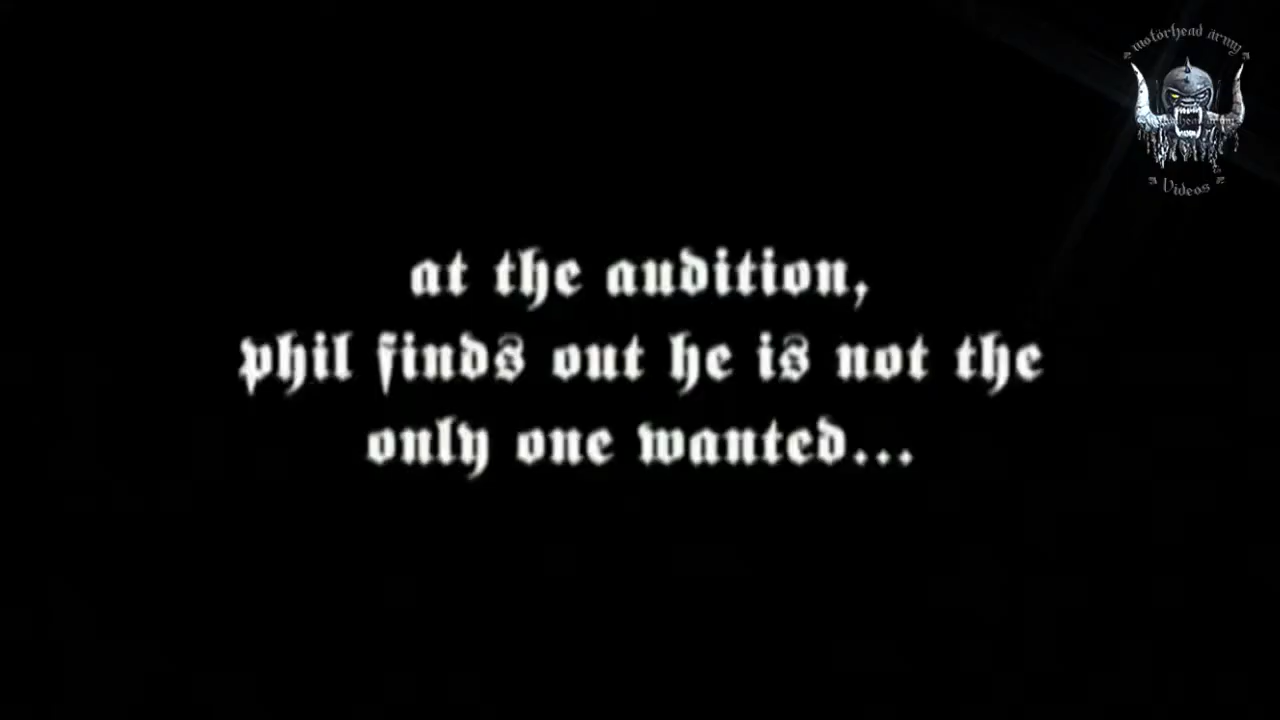 motörhead army
Videos
at the audition,
phil finds out he is not the
only one wanted...